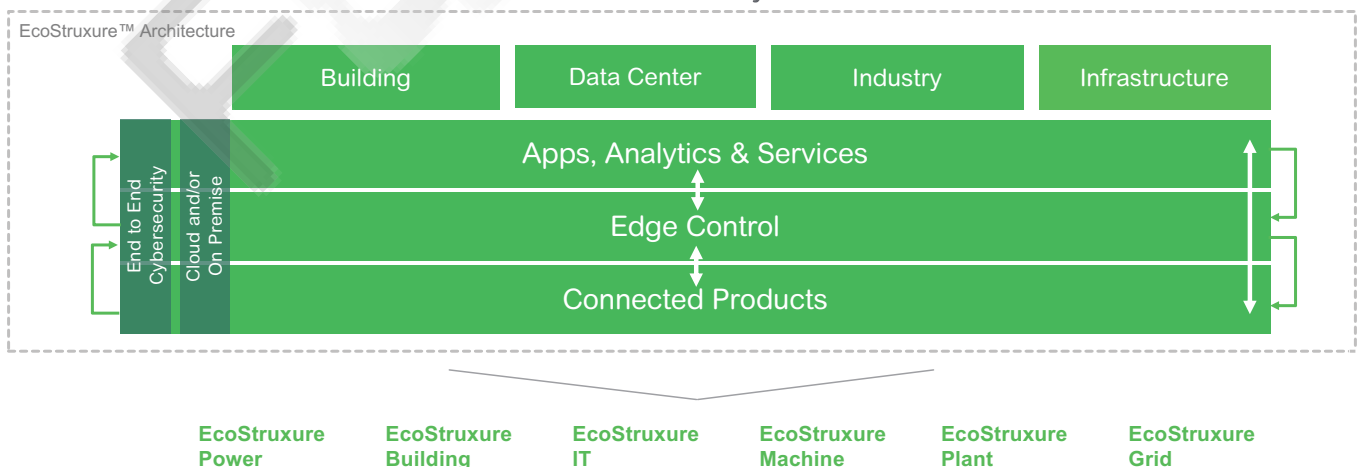 EcoStruxure™ Architecture
Building
Data Center
Industry
Infrastructure
End to End
Cybersecurity
Cloud and/or
On Premise
Apps, Analytics & Services
Edge Control
Connected Products
EcoStruxure
Power
EcoStruxure
Building
EcoStruxure
IT
EcoStruxure
Machine
EcoStruxure
Plant
EcoStruxure
Grid